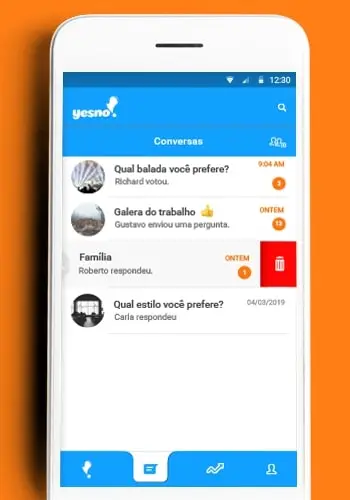 12:30
yesno!
Conversas
Qual balada você prefere?
9:04 AM
Richard votou.
2
Galera do trabalho 👍
ONTEM
Gustavo enviou uma pergunta.
13
Família
ONTEM
Roberto respondeu.
1
Qual estilo você prefere?
04/03/2019
Carla respondeu